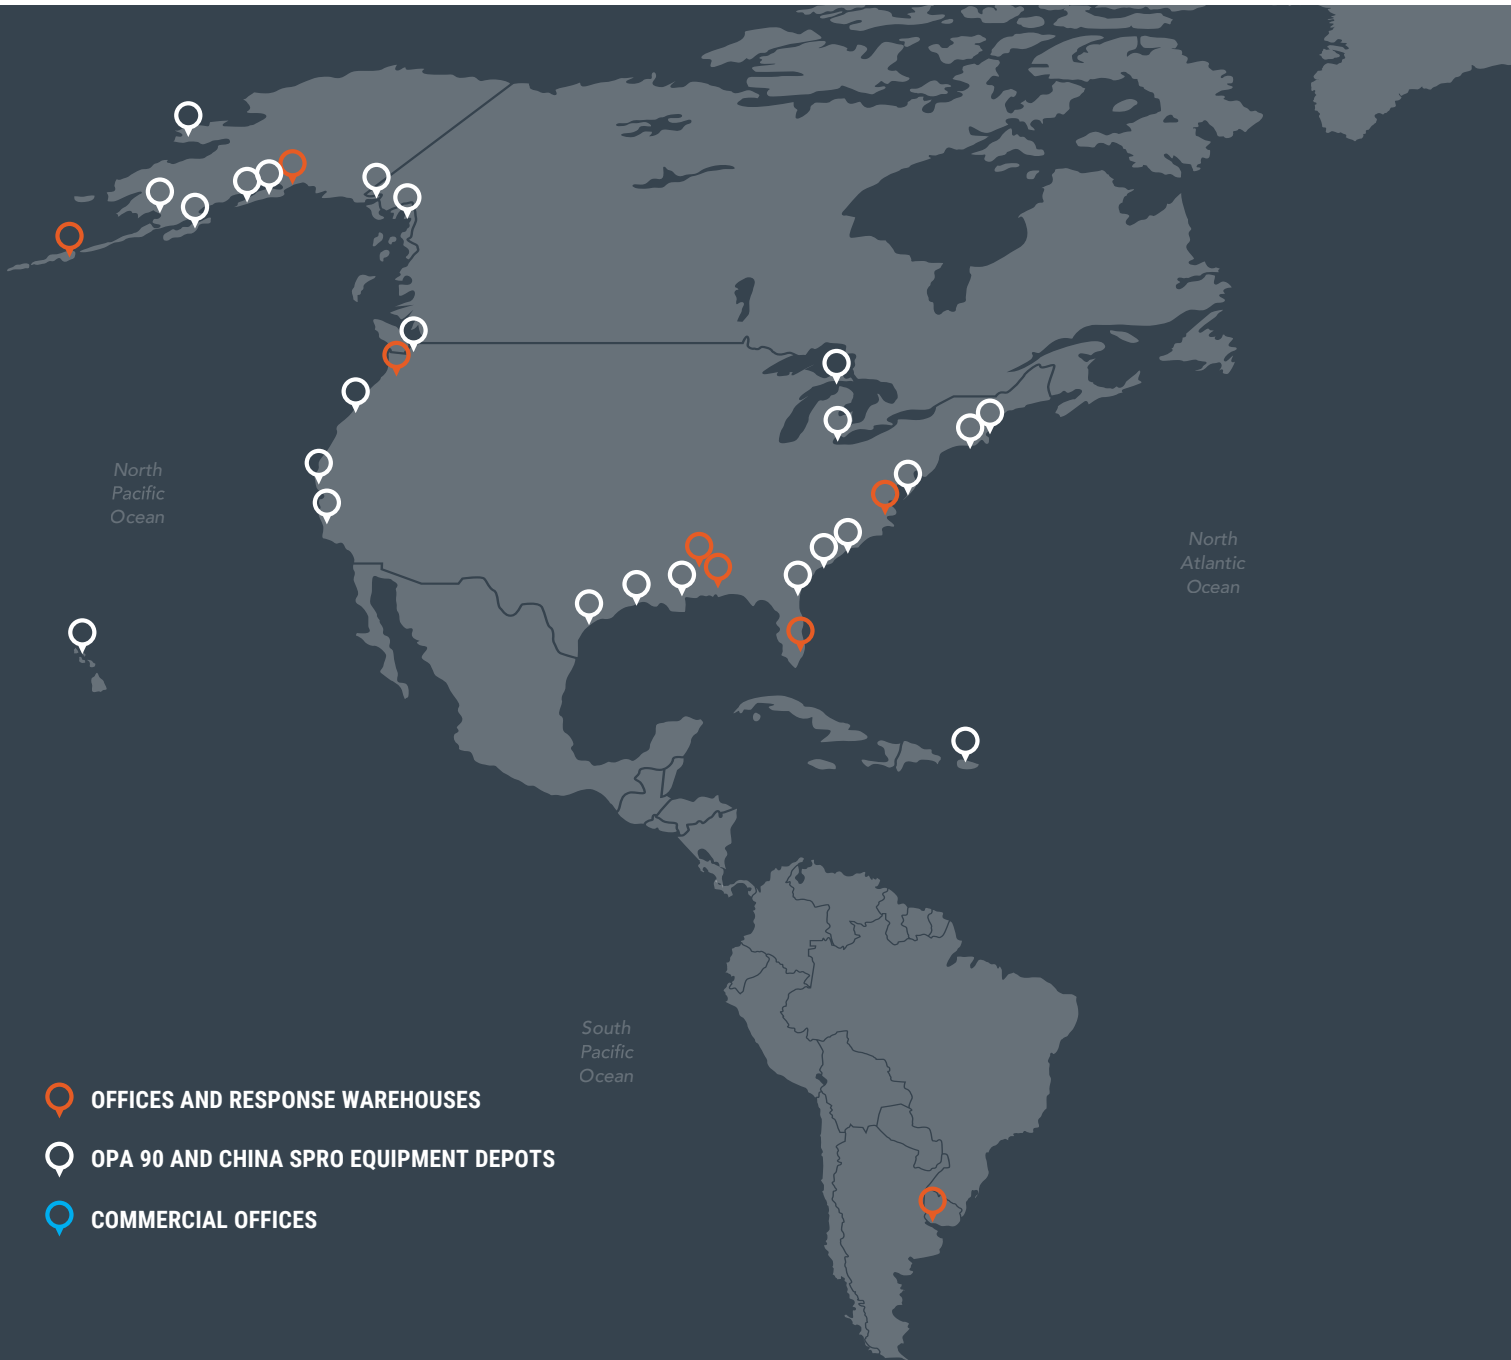 North
Pacific
Ocean
North
Atlantic
Ocean
South
Pacific
Ocean
OFFICES AND RESPONSE WAREHOUSES
OPA 90 AND CHINA SPRO EQUIPMENT DEPOTS
COMMERCIAL OFFICES